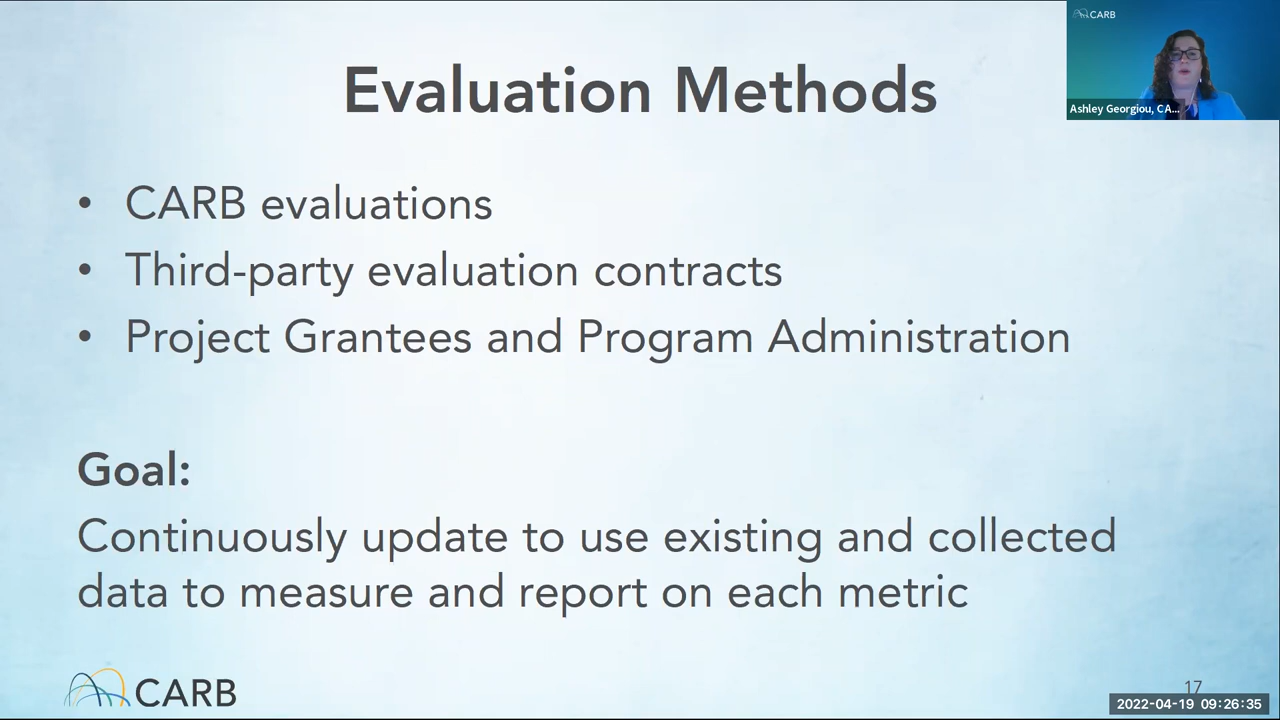 CARB
Evaluation Methods
Ashley Georgiou, CA...
• CARB evaluations
• Third-party evaluation contracts
• Project Grantees and Program Administration
Goal:
Continuously update to use existing and collected
data to measure and report on each metric
CARB
17
2022-04-19 09:26:35